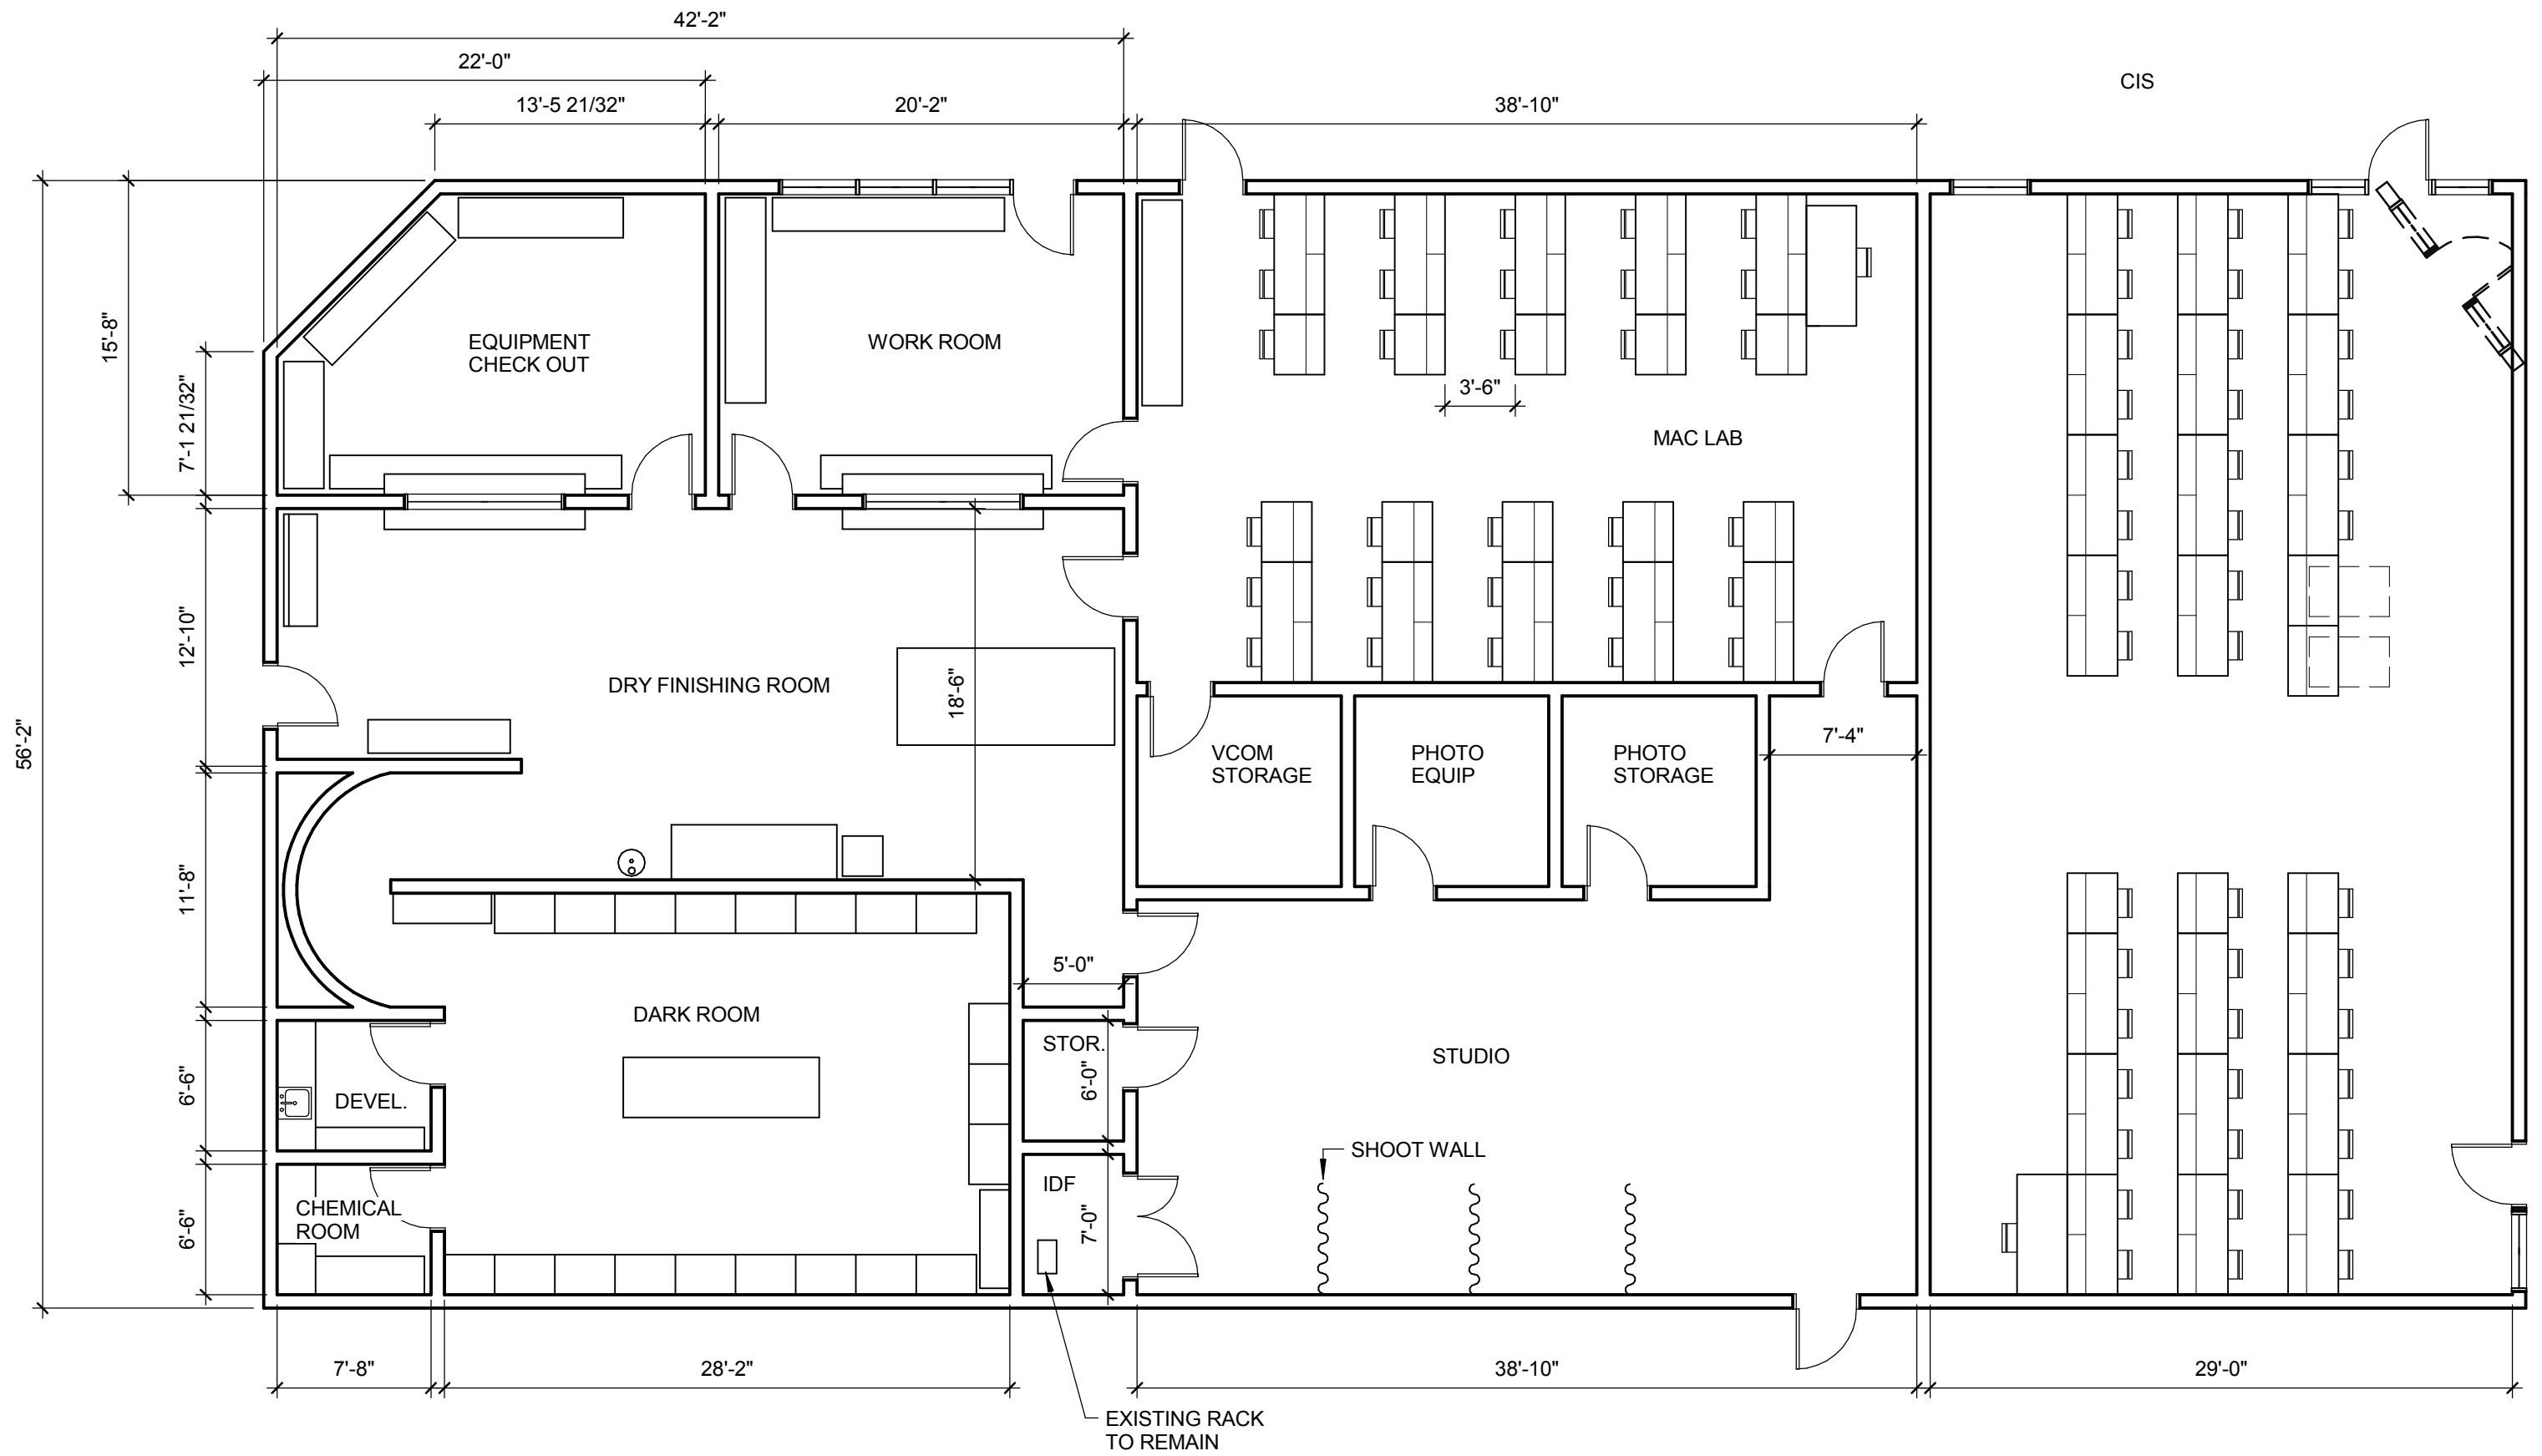 42'-2"
22'-0"
CIS
13'-5 21/32"
20'-2"
38'-10"
15'-8"
7'-1 21/32"
EQUIPMENT
CHECK OUT
WORK ROOM
3'-6"
MAC LAB
12'-10"
DRY FINISHING ROOM
18'-6"
56'-2"
VCOM
STORAGE
PHOTO
EQUIP
PHOTO
STORAGE
7'-4"
11'-8"
5'-0"
DARK ROOM
STOR.
STUDIO
6'-6"
DEVEL.
6'-0"
SHOOT WALL
IDF
CHEMICAL
ROOM
6'-6"
7'-0"
7'-8"
28'-2"
38'-10"
29'-0"
EXISTING RACK
TO REMAIN